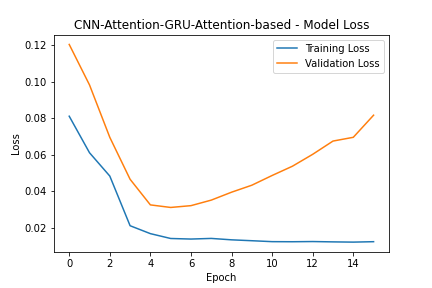 CNN-Attention-GRU-Attention-based - Model Loss
Training Loss
Validation Loss
0.12
0.10
0.08
0.06
0.04
0.02
Loss
0 2 4 6 8 10 12 14
Epoch